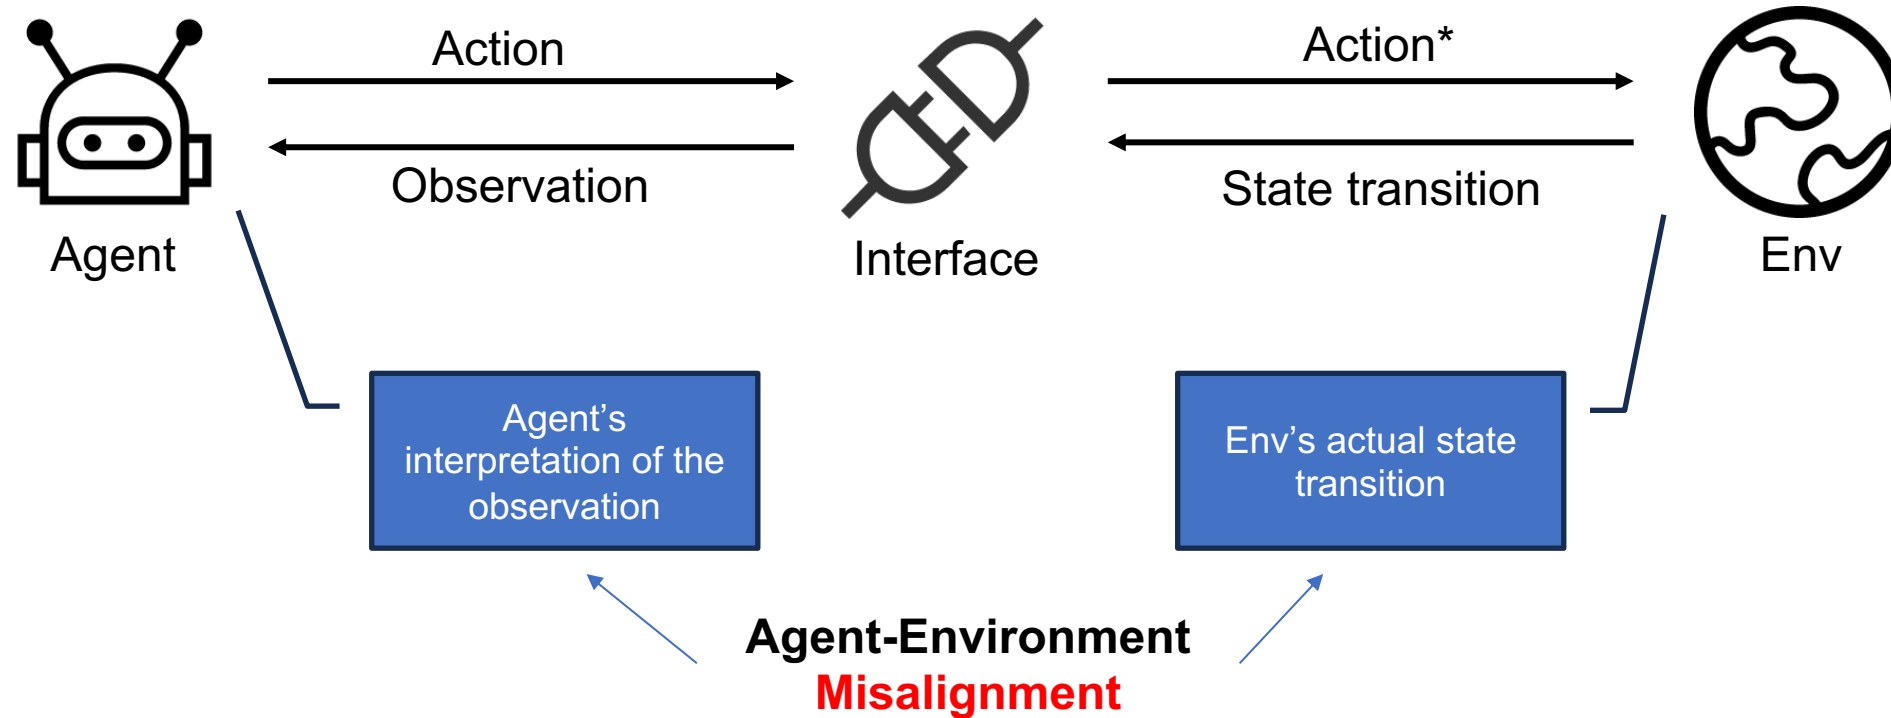 Action
Action*
Observation
State transition
Agent
Interface
Env
Agent’s
interpretation of the
observation
Env’s actual state
transition
Agent-Environment
Misalignment